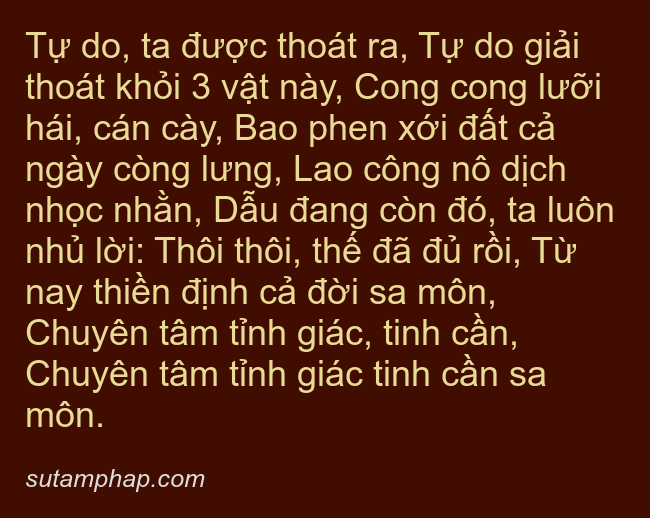 Tự do, ta được thoát ra, Tự do giải
thoát khỏi 3 vật này, Cong cong lưỡi
hái, cán cày, Bao phen xới đất cả
ngày còng lưng, Lao công nô dịch
nhọc nhằn, Dẫu đang còn đó, ta luôn
nhủ lời: Thôi thôi, thế đã đủ rồi, Từ
nay thiền định cả đời sa môn,
Chuyên tâm tỉnh giác, tinh cần,
Chuyên tâm tỉnh giác tinh cần sa
môn.
sutamphap.com